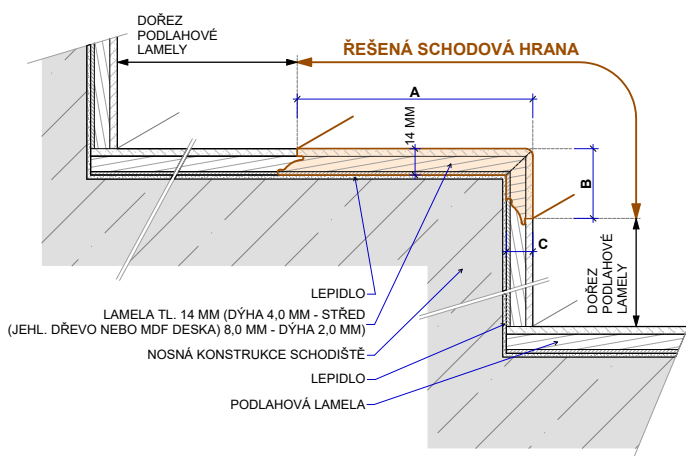 DOŘEZ
PODLAHOVÉ
LAMELY
ŘEŠENÁ SCHODOVÁ HRANA
A
14 MM
B
C
DOŘEZ
PODLAHOVÉ
LAMELY
LEPIDLO
LAMELA TL. 14 MM (DÝHA 4,0 MM - STŘED
(JEHL. DŘEVO NEBO MDF DESKA) 8,0 MM - DÝHA 2,0 MM)
NOSNÁ KONSTRUKCE SCHODIŠTĚ
LEPIDLO
PODLAHOVÁ LAMELA